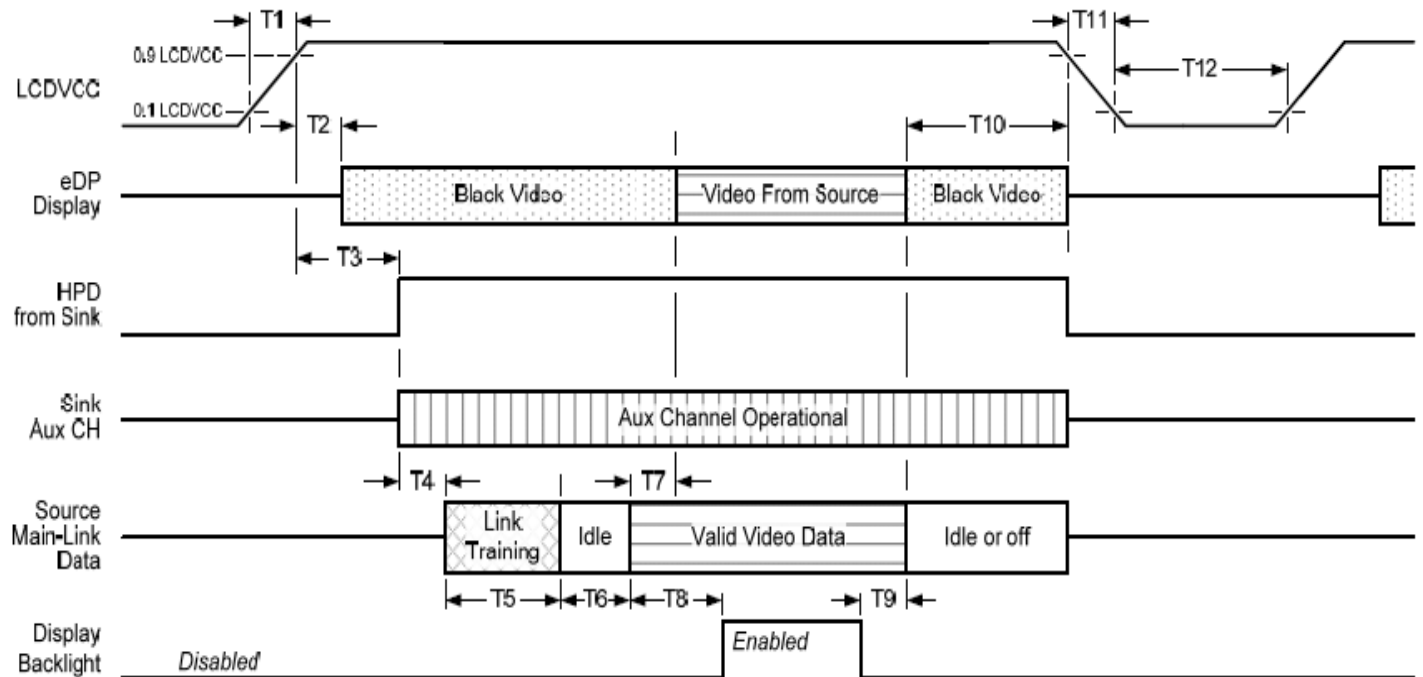 T1
T11
0.9 LCDVCC
T12
LCDVCC
0.1 LCDVCC
T2
T10
eDP
Display
Black Video
Video From Source
Black Video
T3
HPD
from Sink
Sink
Aux CH
Aux Channel Operational
T4
T7
Source
Main-Link
Data
Link
Training
Idle
Valid Video Data
Idle or off
T5
T6
T8
T9
Display
Backlight
Disabled
Enabled